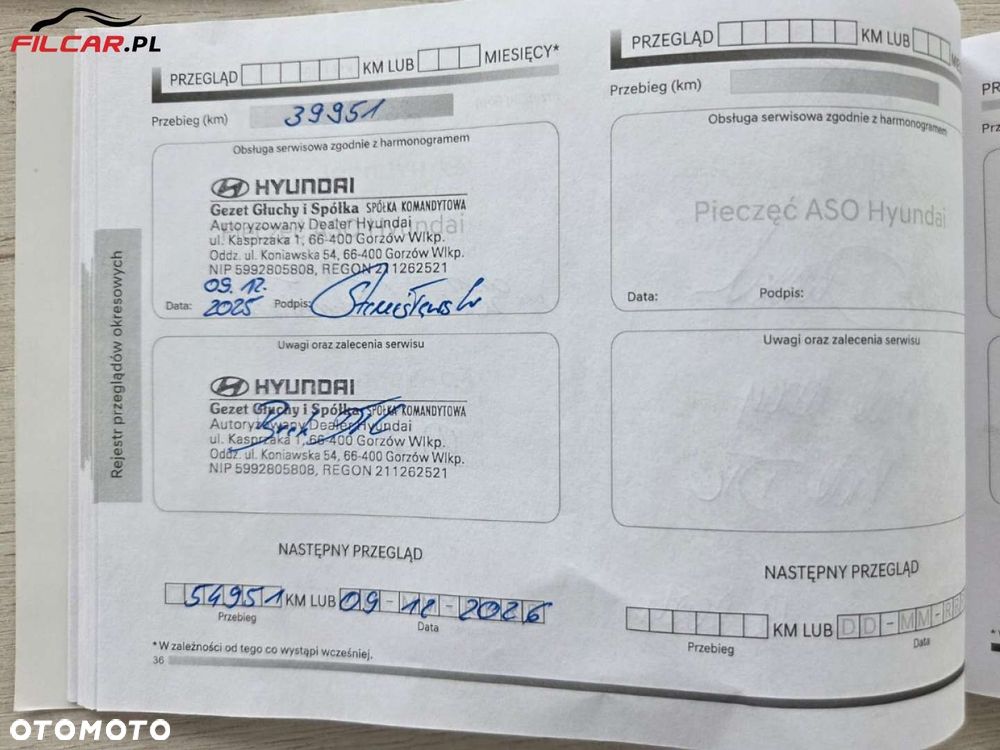 FILCAR.PL
PRZEGLĄD KM LUB MIESIĘCY*
Przebieg (km) 39951
Obsługa serwisowa zgodnie z harmonogramem
HYUNDAI
Gezet Głuchy i Spółka SPÓŁKA KOMANDYTOWA
Autoryzowany Dealer Hyundai
ul. Kasprzaka 1, 66-400 Gorzów Wlkp.
Oddz. ul. Koniawska 54, 66-400 Gorzów Wlkp.
NIP 5992805808, REGON 211262521
Data: 09.12.2025 Podpis:
Uwagi oraz zalecenia serwisu
HYUNDAI
Gezet Głuchy i Spółka SPÓŁKA KOMANDYTOWA
Autoryzowany Dealer Hyundai
ul. Kasprzaka 1, 66-400 Gorzów Wlkp.
Oddz. ul. Koniawska 54, 66-400 Gorzów Wlkp.
NIP 5992805808, REGON 211262521
NASTĘPNY PRZEGLĄD
54951 KM LUB 09-12-2026
Przebieg Data
*W zależności od tego co wystąpi wcześniej.
36
Rejestr przeglądów okresowych
PRZEGLĄD KM LUB
Przebieg (km)
Obsługa serwisowa zgodnie z harmonogramem
Pieczęć ASO Hyundai
Data: Podpis:
Uwagi oraz zalecenia serwisu
NASTĘPNY PRZEGLĄD
KM LUB DD-MM-RR
Przebieg Data
OTOMOTO